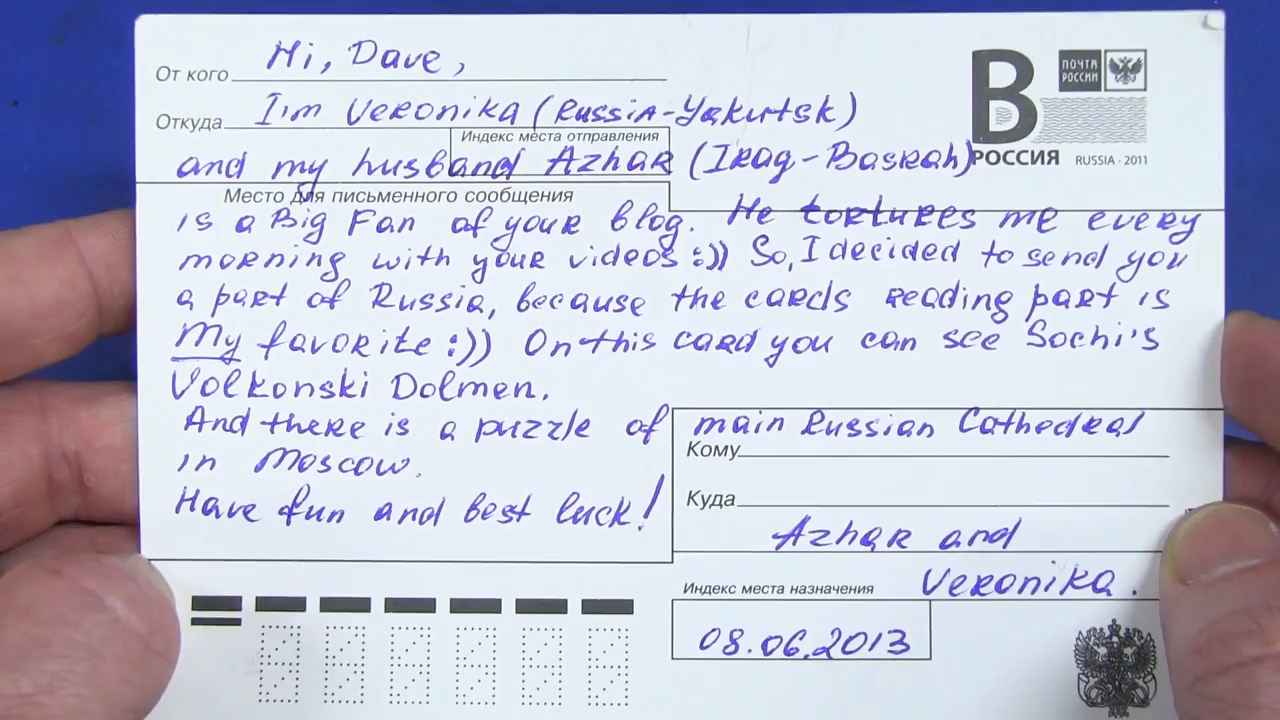 От кого Hi, Dave,
Откуда I'm Veronika (Russia-Yakutsk)
Индекс места отправления
and my husband Azhar (Iraq-Basrah)
Место для письменного сообщения
is a Big Fan of your blog. He tortures me every
morning with your videos :)) So, I decided to send you
a part of Russia, because the cards reading part is
My favorite :)) On this card you can see Sochi's
Volkonski Dolmen.
And there is a puzzle of main Russian Cathedral
in Moscow.
Have fun and best luck!
Кому
Куда
Azhar and
Veronika.
Индекс места назначения
08.06.2013
B
ПОЧТА
РОССИИ
РОССИЯ RUSSIA · 2011